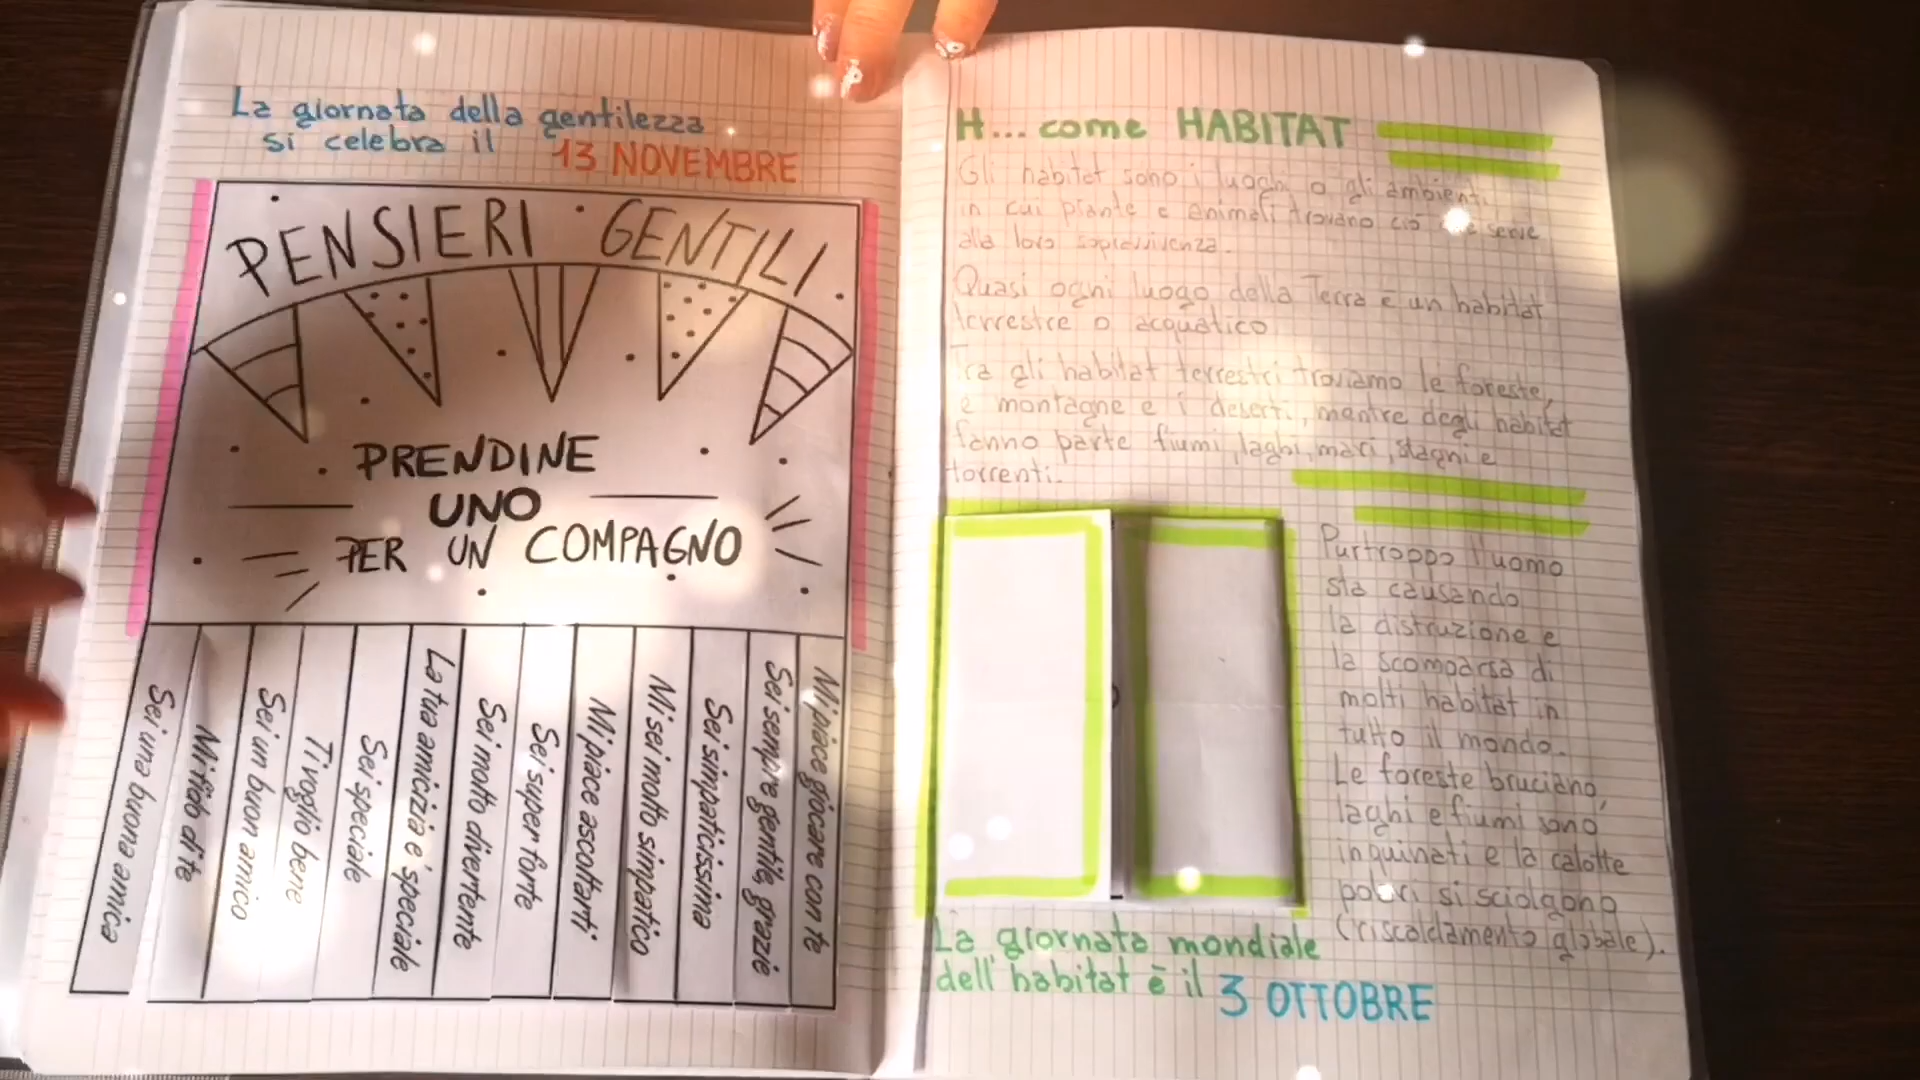 La giornata della gentilezza
si celebra il 13 NOVEMBRE
PENSIERI GENTILI
PRENDINE
UNO
PER UN COMPAGNO
Sei una buona amica
Mi fido di te
Sei un buon amico
Ti voglio bene
Sei speciale
La tua amicizia e' speciale
Sei molto divertente
Sei super forte
Mi piace ascoltarti
Mi sei molto simpatico
Sei simpaticissima
Sei sempre gentile, grazie
Mi piace giocare con te
H... come HABITAT
Gli habitat sono i luoghi o gli ambienti
in cui piante e animali trovano ciò che serve
alla loro sopravvivenza.
Quasi ogni luogo della Terra è un habitat
terrestre o acquatico.
Tra gli habitat terrestri troviamo le foreste,
e montagne e i deserti, mentre degli habitat
fanno parte fiumi, laghi, mari, stagni e
torrenti.
Purtroppo l'uomo
sta causando
la distruzione e
la scomparsa di
molti habitat in
tutto il mondo.
Le foreste bruciano,
laghi e fiumi sono
inquinati e la calotte
polari si sciolgono
(riscaldamento globale).
La giornata mondiale
dell'habitat è il 3 OTTOBRE